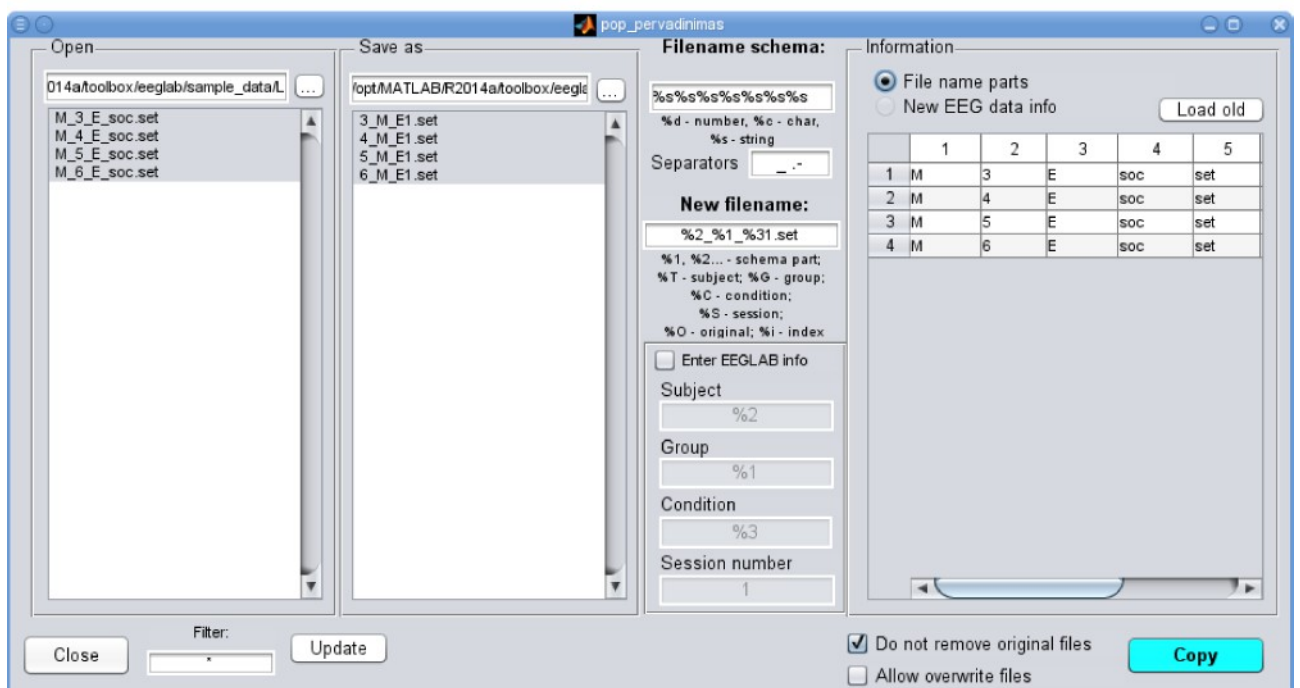 pop_pervadinimas
Open
014a/toolbox/eeglab/sample_data/L
...
M_3_E_soc.set
M_4_E_soc.set
M_5_E_soc.set
M_6_E_soc.set
Save as
/opt/MATLAB/R2014a/toolbox/eegla
...
3_M_E1.set
4_M_E1.set
5_M_E1.set
6_M_E1.set
Filename schema:
%s%s%s%s%s%s%s
%d - number, %c - char,
%s - string
Separators
_ .-
New filename:
%2_%1_%31.set
%1, %2... - schema part;
%T - subject; %G - group;
%C - condition;
%S - session;
%O - original; %i - index
Enter EEGLAB info
Subject
%2
Group
%1
Condition
%3
Session number
1
Information
File name parts
New EEG data info
Load old
1 2 3 4 5
1 M 3 E soc set
2 M 4 E soc set
3 M 5 E soc set
4 M 6 E soc set
Close
Filter:
*
Update
Do not remove original files
Allow overwrite files
Copy